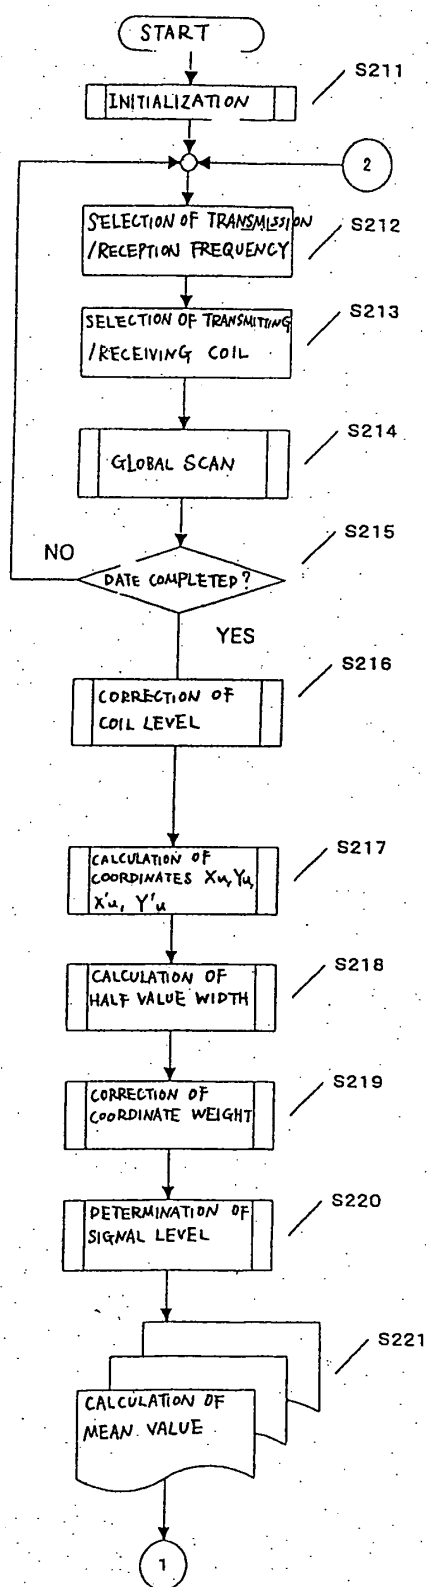 START
S211
INITIALIZATION
2
SELECTION OF TRANSMISSION
/RECEPTION FREQUENCY
S212
SELECTION OF TRANSMITTING
/RECEIVING COIL
S213
S214
GLOBAL SCAN
S215
NO
DATE COMPLETED?
YES
S216
CORRECTION OF
COIL LEVEL
S217
CALCULATION OF
COORDINATES Xu, Yu,
X'u, Y'u
S218
CALCULATION OF
HALF VALUE WIDTH
S219
CORRECTION OF
COORDINATE WEIGHT
S220
DETERMINATION OF
SIGNAL LEVEL
S221
CALCULATION OF
MEAN VALUE
1